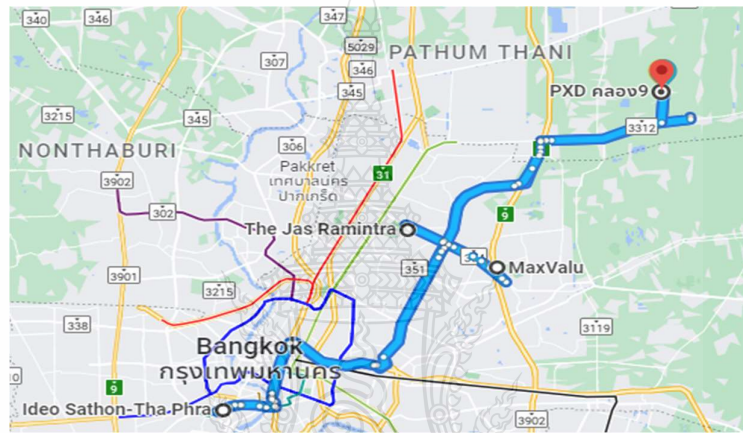 340
346
347
5029
PATHUM THANI
307
346
345
PXD คลอง9
3215
345
3312
NONTHABURI
306
3902
Pakkret
เทศบาลนคร
ปากเกร็ด
31
302
9
The Jas Ramintra
351
MaxValu
3901
3215
338
3119
Bangkok
กรุงเทพมหานคร
9
Ideo Sathon-Tha Phra
3902